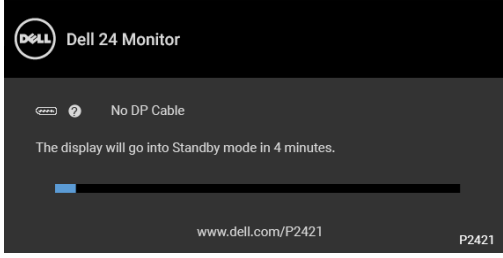 DELL Dell 24 Monitor
? No DP Cable
The display will go into Standby mode in 4 minutes.
www.dell.com/P2421
P2421